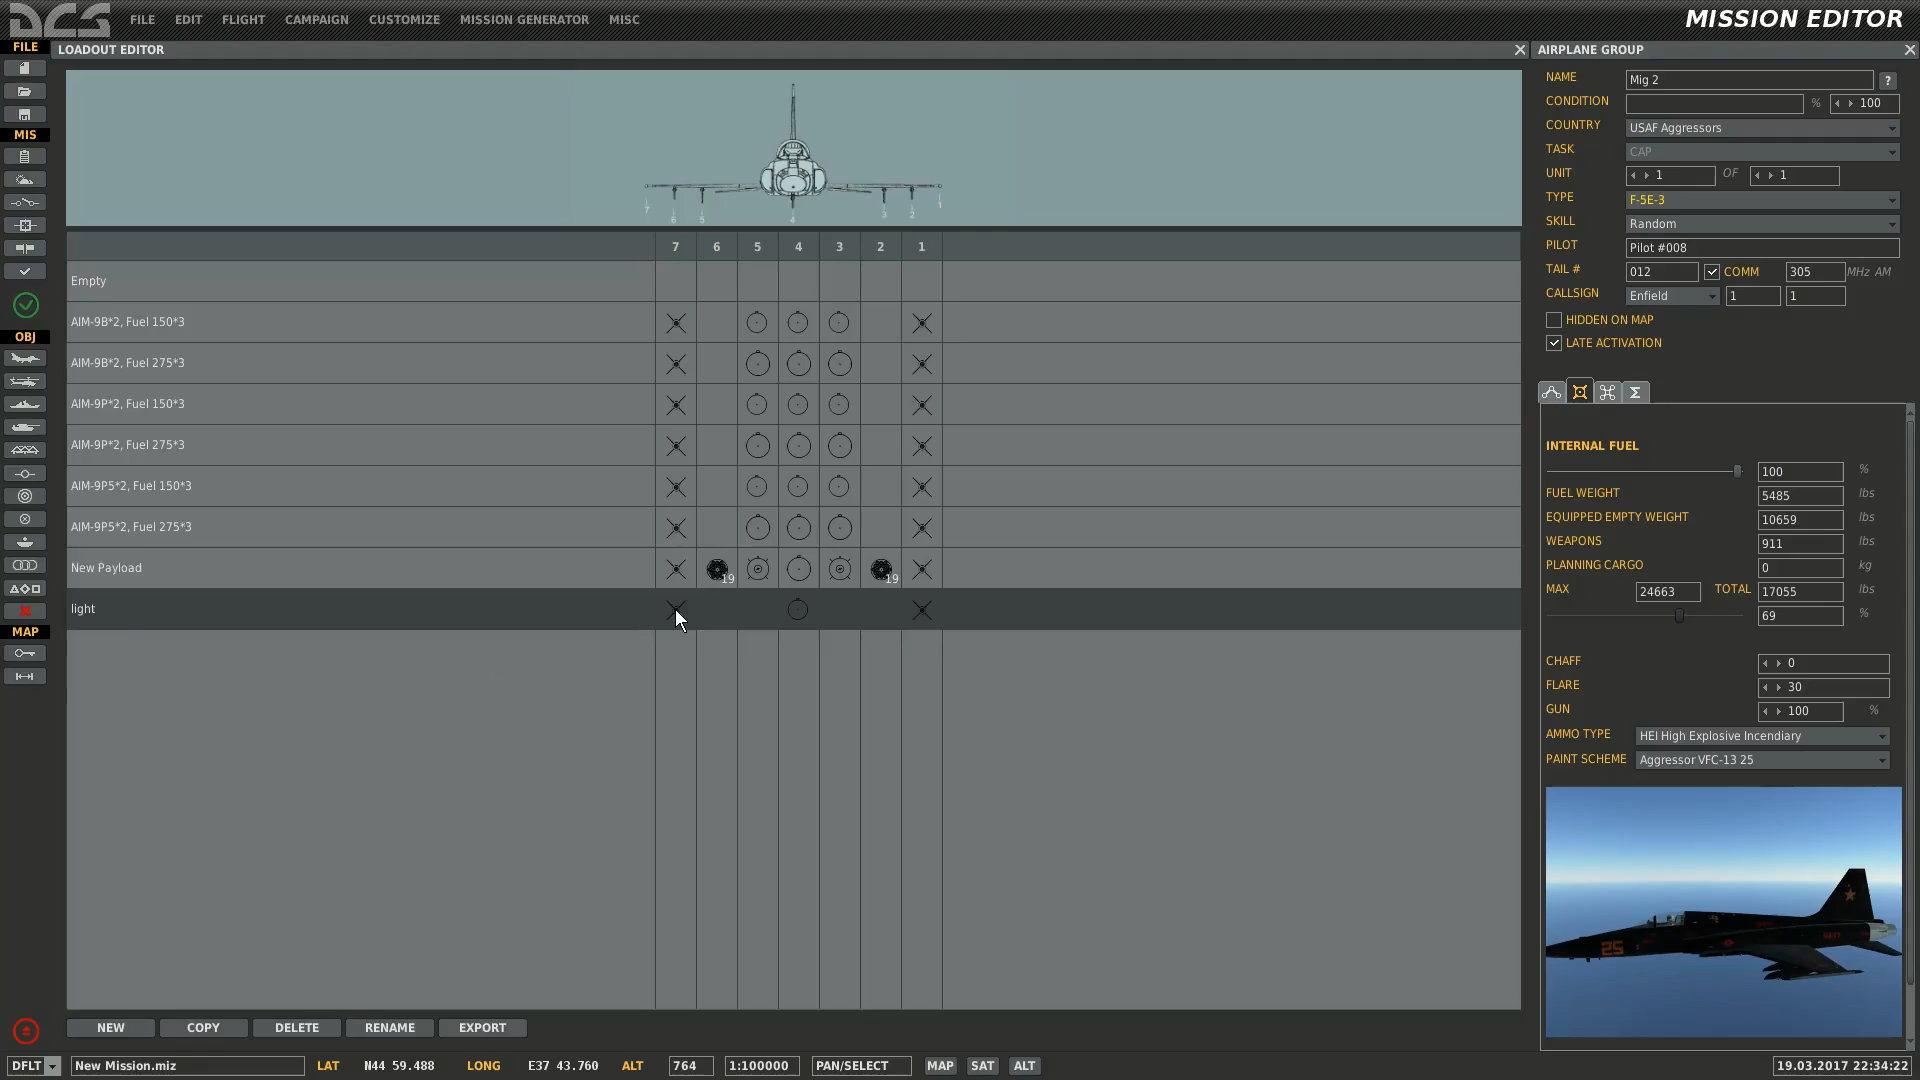 DCS
FILE EDIT FLIGHT CAMPAIGN CUSTOMIZE MISSION GENERATOR MISC
MISSION EDITOR
FILE
MIS
OBJ
MAP
LOADOUT EDITOR
7 6 5 4 3 2 1
7 6 5 4 3 2 1
Empty
AIM-9B*2, Fuel 150*3
AIM-9B*2, Fuel 275*3
AIM-9P*2, Fuel 150*3
AIM-9P*2, Fuel 275*3
AIM-9P5*2, Fuel 150*3
AIM-9P5*2, Fuel 275*3
New Payload 19 19
light
NEW COPY DELETE RENAME EXPORT
AIRPLANE GROUP
NAME Mig 2 ?
CONDITION % 100
COUNTRY USAF Aggressors
TASK CAP
UNIT 1 OF 1
TYPE F-5E-3
SKILL Random
PILOT Pilot #008
TAIL # 012 COMM 305 MHz AM
CALLSIGN Enfield 1 1
HIDDEN ON MAP
LATE ACTIVATION
INTERNAL FUEL
100 %
FUEL WEIGHT 5485 lbs
EQUIPPED EMPTY WEIGHT 10659 lbs
WEAPONS 911 lbs
PLANNING CARGO 0 kg
MAX 24663 TOTAL 17055 lbs
69 %
CHAFF 0
FLARE 30
GUN 100 %
AMMO TYPE HEI High Explosive Incendiary
PAINT SCHEME Aggressor VFC-13 25
25
DFLT New Mission.miz LAT N44 59.488 LONG E37 43.760 ALT 764 1:100000 PAN/SELECT MAP SAT ALT 19.03.2017 22:34:22